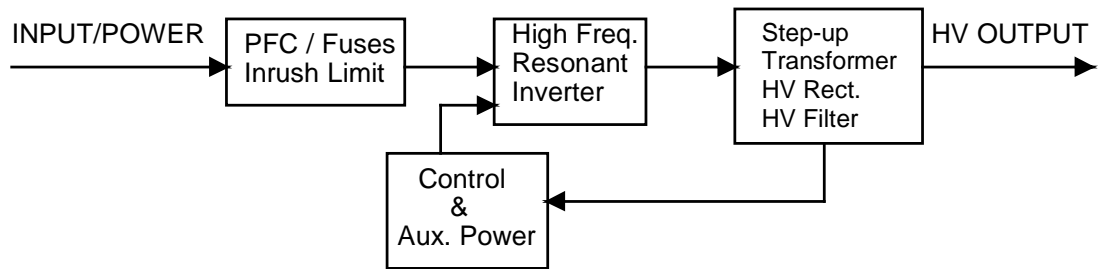 INPUT/POWER
PFC / Fuses
Inrush Limit
High Freq.
Resonant
Inverter
Step-up
Transformer
HV Rect.
HV Filter
HV OUTPUT
Control
&
Aux. Power